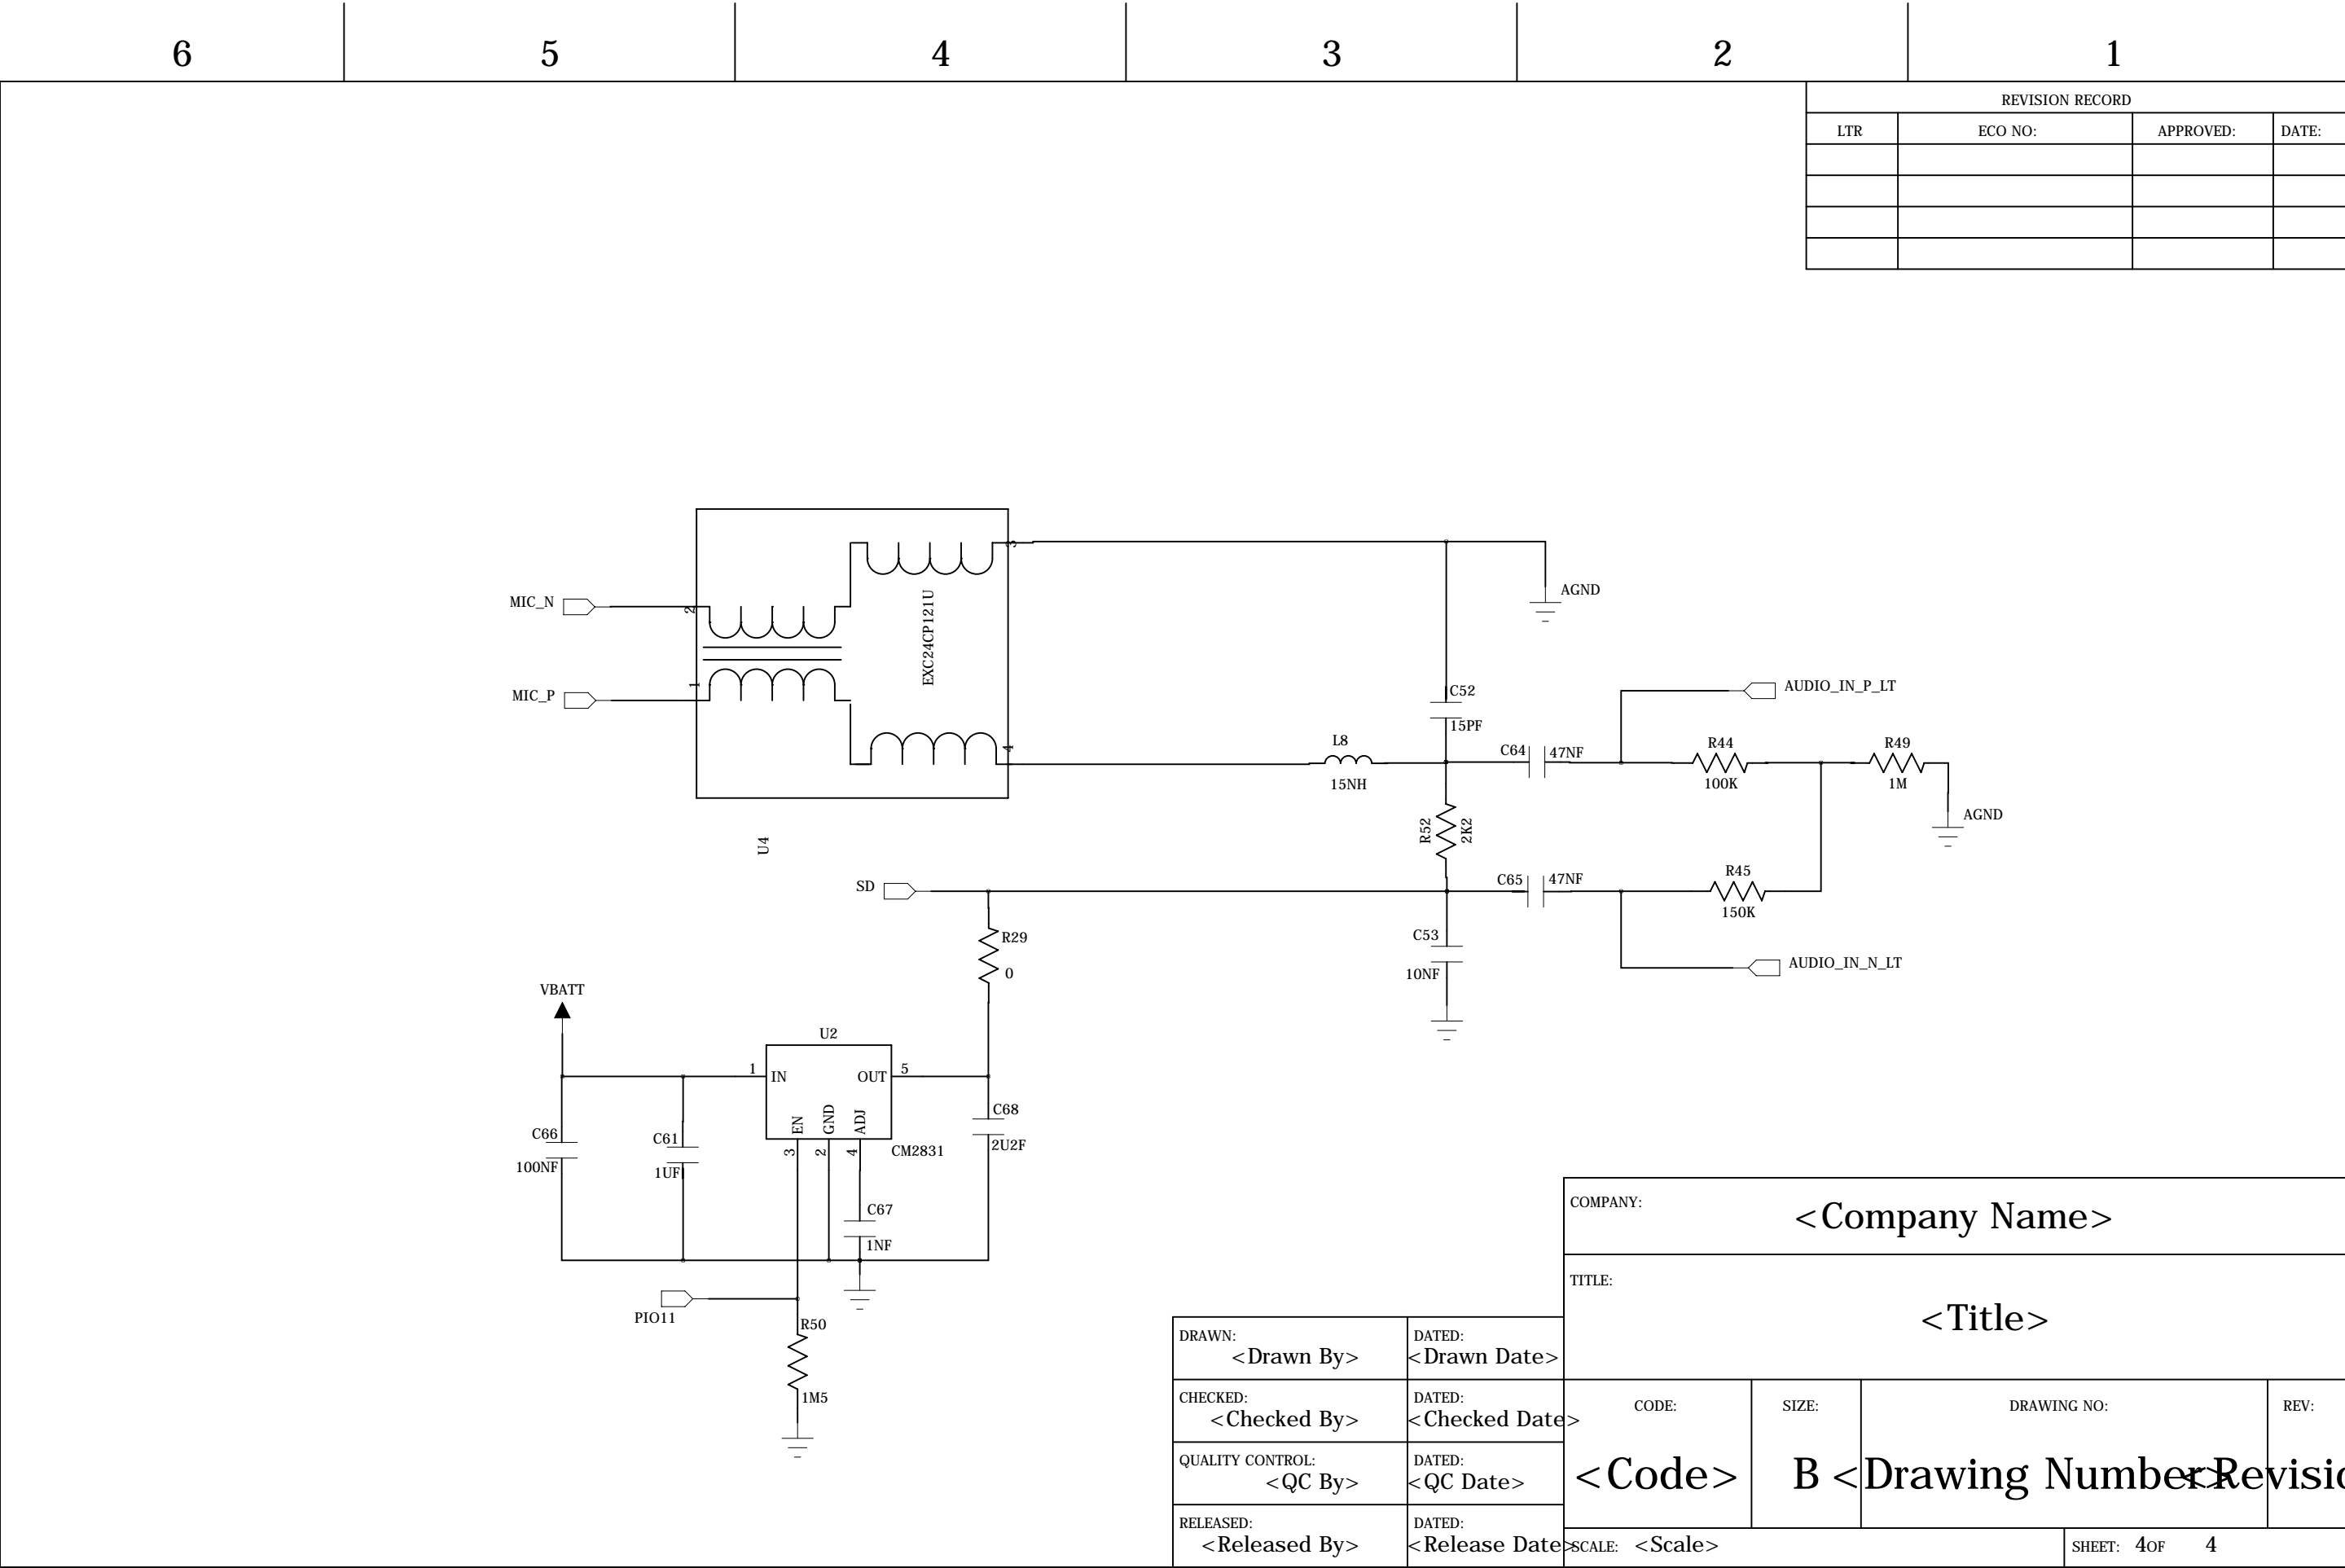 6 5 4 3 2 1
REVISION RECORD
LTR ECO NO: APPROVED: DATE:
3
AGND
MIC_N
2
EXC24CP121U
MIC_P
1
AUDIO_IN_P_LT
C52
15PF
4
L8
15NH
C64 47NF
R44
100K
R49
1M
AGND
U4
R52
2K2
SD
C65 47NF
R45
150K
R29
0
C53
10NF
AUDIO_IN_N_LT
VBATT
U2
1 IN OUT 5
EN GND ADJ
3 2 4
CM2831
C66
100NF
C61
1UF
C68
2U2F
C67
1NF
PIO11
R50
1M5
COMPANY:
<Company Name>
TITLE:
<Title>
DRAWN:
<Drawn By>
DATED:
<Drawn Date>
CHECKED:
<Checked By>
DATED:
<Checked Date>
QUALITY CONTROL:
<QC By>
DATED:
<QC Date>
RELEASED:
<Released By>
DATED:
<Release Date>
CODE:
<Code>
SIZE:
B
DRAWING NO:
<Drawing Number>
REV:
SCALE: <Scale>
SHEET: 4 OF 4